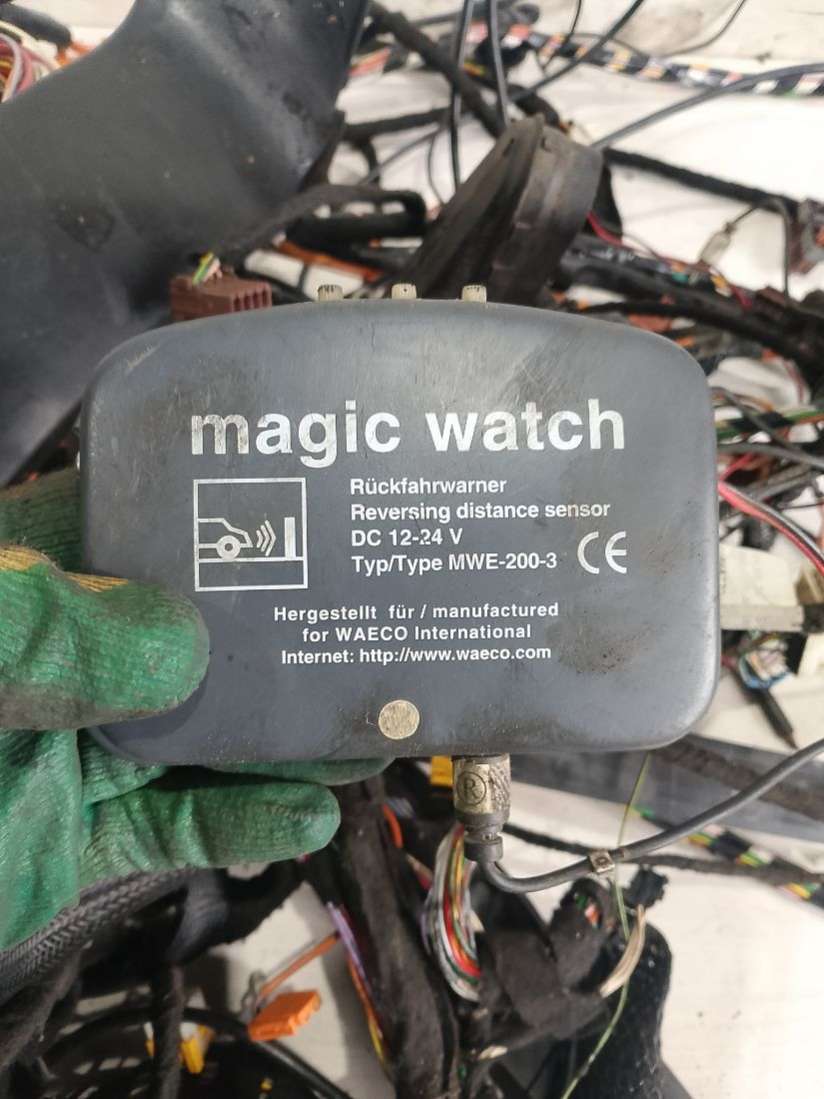 magic watch
Rückfahrwarner
Reversing distance sensor
DC 12-24 V
Typ/Type MWE-200-3 CE
Hergestellt für / manufactured
for WAECO International
Internet: http://www.waeco.com
R